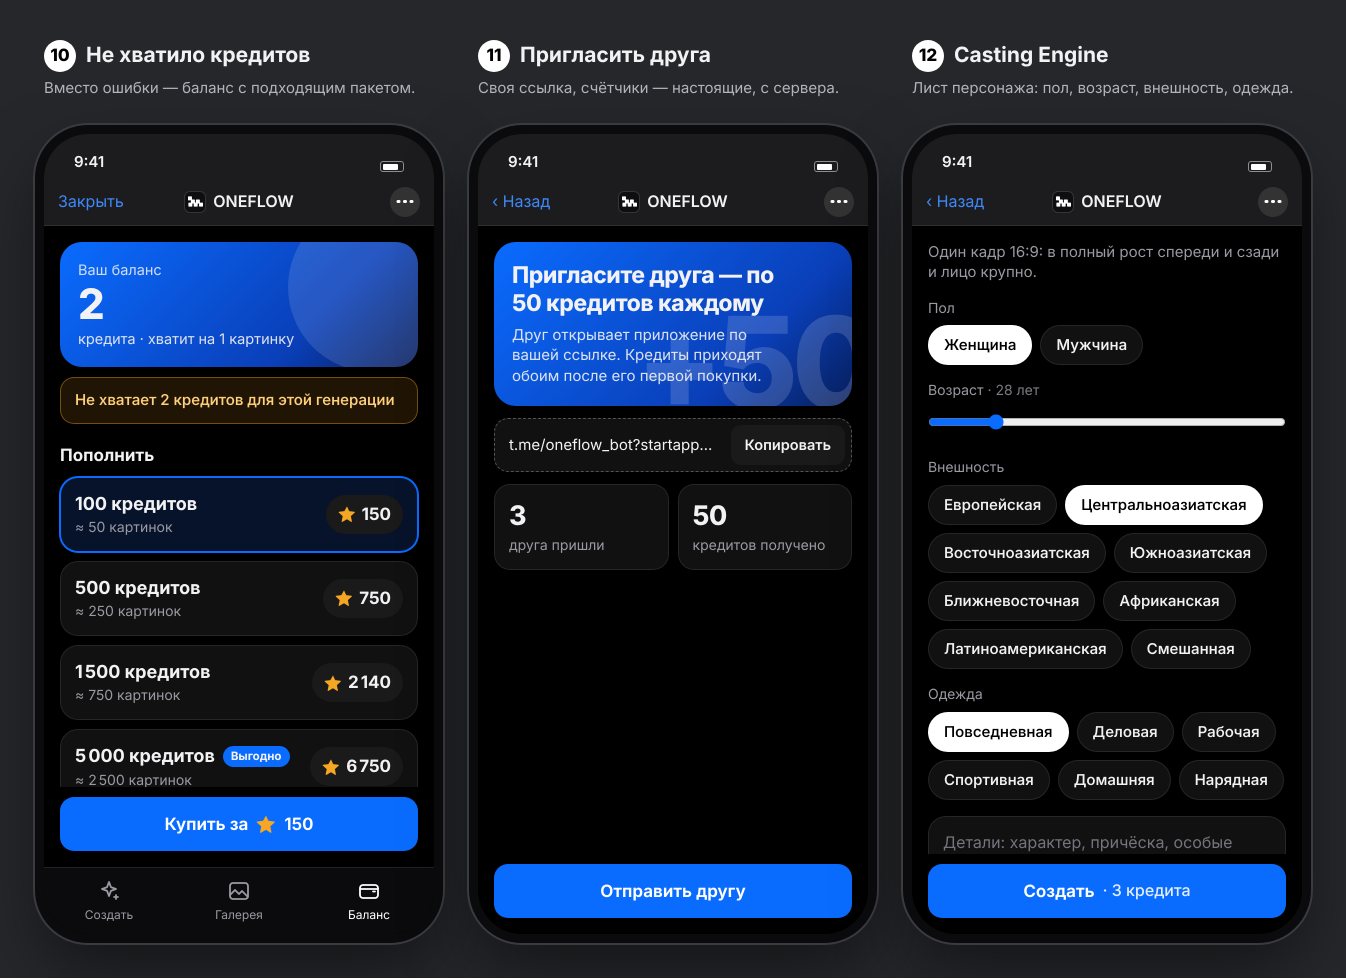 10 Не хватило кредитов
Вместо ошибки — баланс с подходящим пакетом.
9:41
Закрыть
ONEFLOW
Ваш баланс
2
кредита · хватит на 1 картинку
Не хватает 2 кредитов для этой генерации
Пополнить
100 кредитов
≈ 50 картинок
150
500 кредитов
≈ 250 картинок
750
1 500 кредитов
≈ 750 картинок
2 140
5 000 кредитов
Выгодно
≈ 2 500 картинок
6 750
Купить за 150
Создать
Галерея
Баланс
11 Пригласить друга
Своя ссылка, счётчики — настоящие, с сервера.
9:41
‹ Назад
ONEFLOW
Пригласите друга — по
50 кредитов каждому
Друг открывает приложение по
вашей ссылке. Кредиты приходят
обоим после его первой покупки.
+50
t.me/oneflow_bot?startapp...
Копировать
3
друга пришли
50
кредитов получено
Отправить другу
12 Casting Engine
Лист персонажа: пол, возраст, внешность, одежда.
9:41
‹ Назад
ONEFLOW
Один кадр 16:9: в полный рост спереди и сзади
и лицо крупно.
Пол
Женщина
Мужчина
Возраст · 28 лет
Внешность
Европейская
Центральноазиатская
Восточноазиатская
Южноазиатская
Ближневосточная
Африканская
Латиноамериканская
Смешанная
Одежда
Повседневная
Деловая
Рабочая
Спортивная
Домашняя
Нарядная
Детали: характер, причёска, особые
Создать · 3 кредита